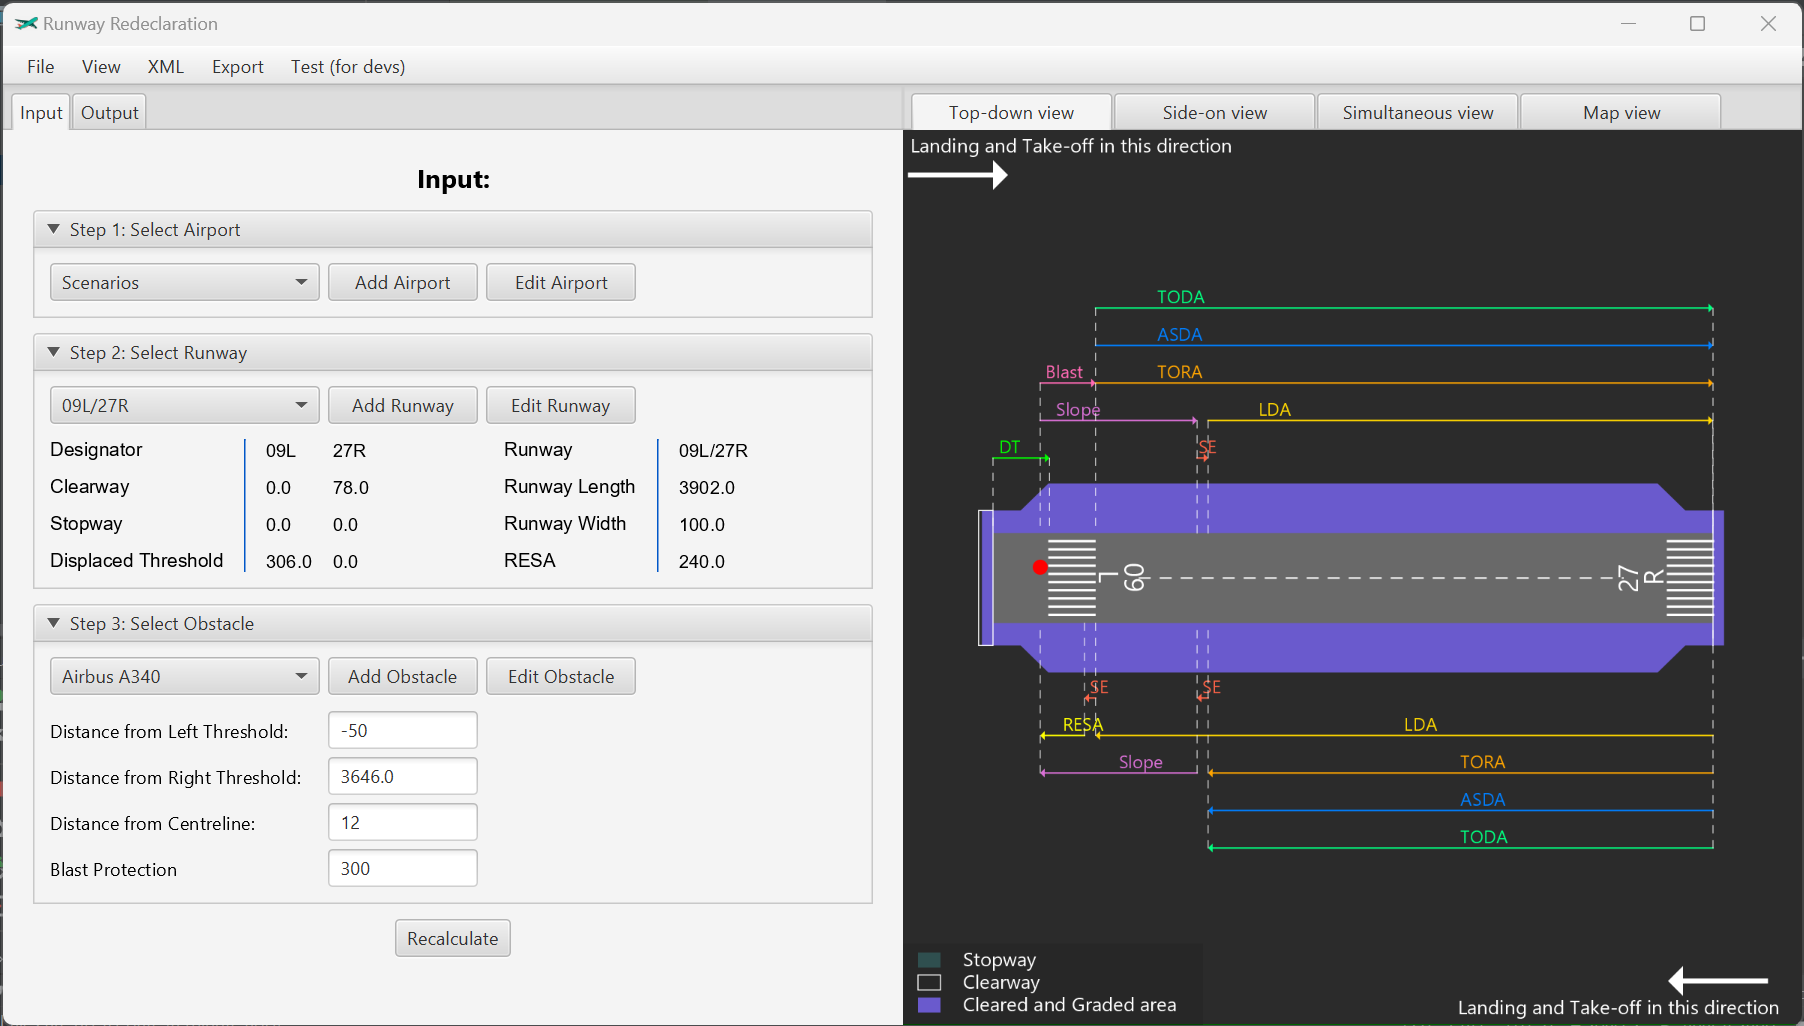 Runway Redeclaration
File View XML Export Test (for devs)
Input Output
Input:
Step 1: Select Airport
Scenarios Add Airport Edit Airport
Step 2: Select Runway
09L/27R Add Runway Edit Runway
Designator 09L 27R Runway 09L/27R
Clearway 0.0 78.0 Runway Length 3902.0
Stopway 0.0 0.0 Runway Width 100.0
Displaced Threshold 306.0 0.0 RESA 240.0
Step 3: Select Obstacle
Airbus A340 Add Obstacle Edit Obstacle
Distance from Left Threshold: -50
Distance from Right Threshold: 3646.0
Distance from Centreline: 12
Blast Protection 300
Recalculate
Top-down view Side-on view Simultaneous view Map view
Landing and Take-off in this direction
TODA
ASDA
Blast TORA
Slope LDA
DT SE
L 09 27 R
SE SE
RESA LDA
Slope TORA
ASDA
TODA
Stopway
Clearway
Cleared and Graded area
Landing and Take-off in this direction